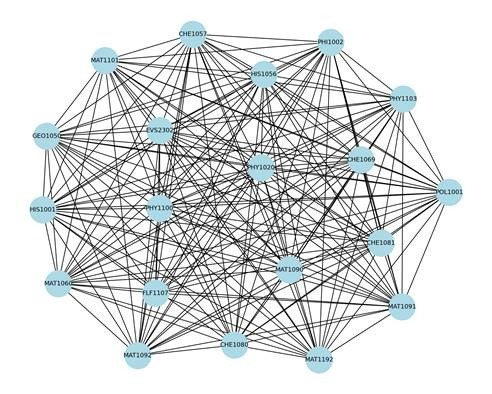 CHE1057
PHI1002
MAT1101
HIS1056
PHY1103
GEO1050
EVS2302
CHE1069
PHY1020
POL1001
HIS1001
PHY1100
CHE1081
MAT1090
MAT1060
FLF1107
MAT1091
CHE1080
MAT1092
MAT1192